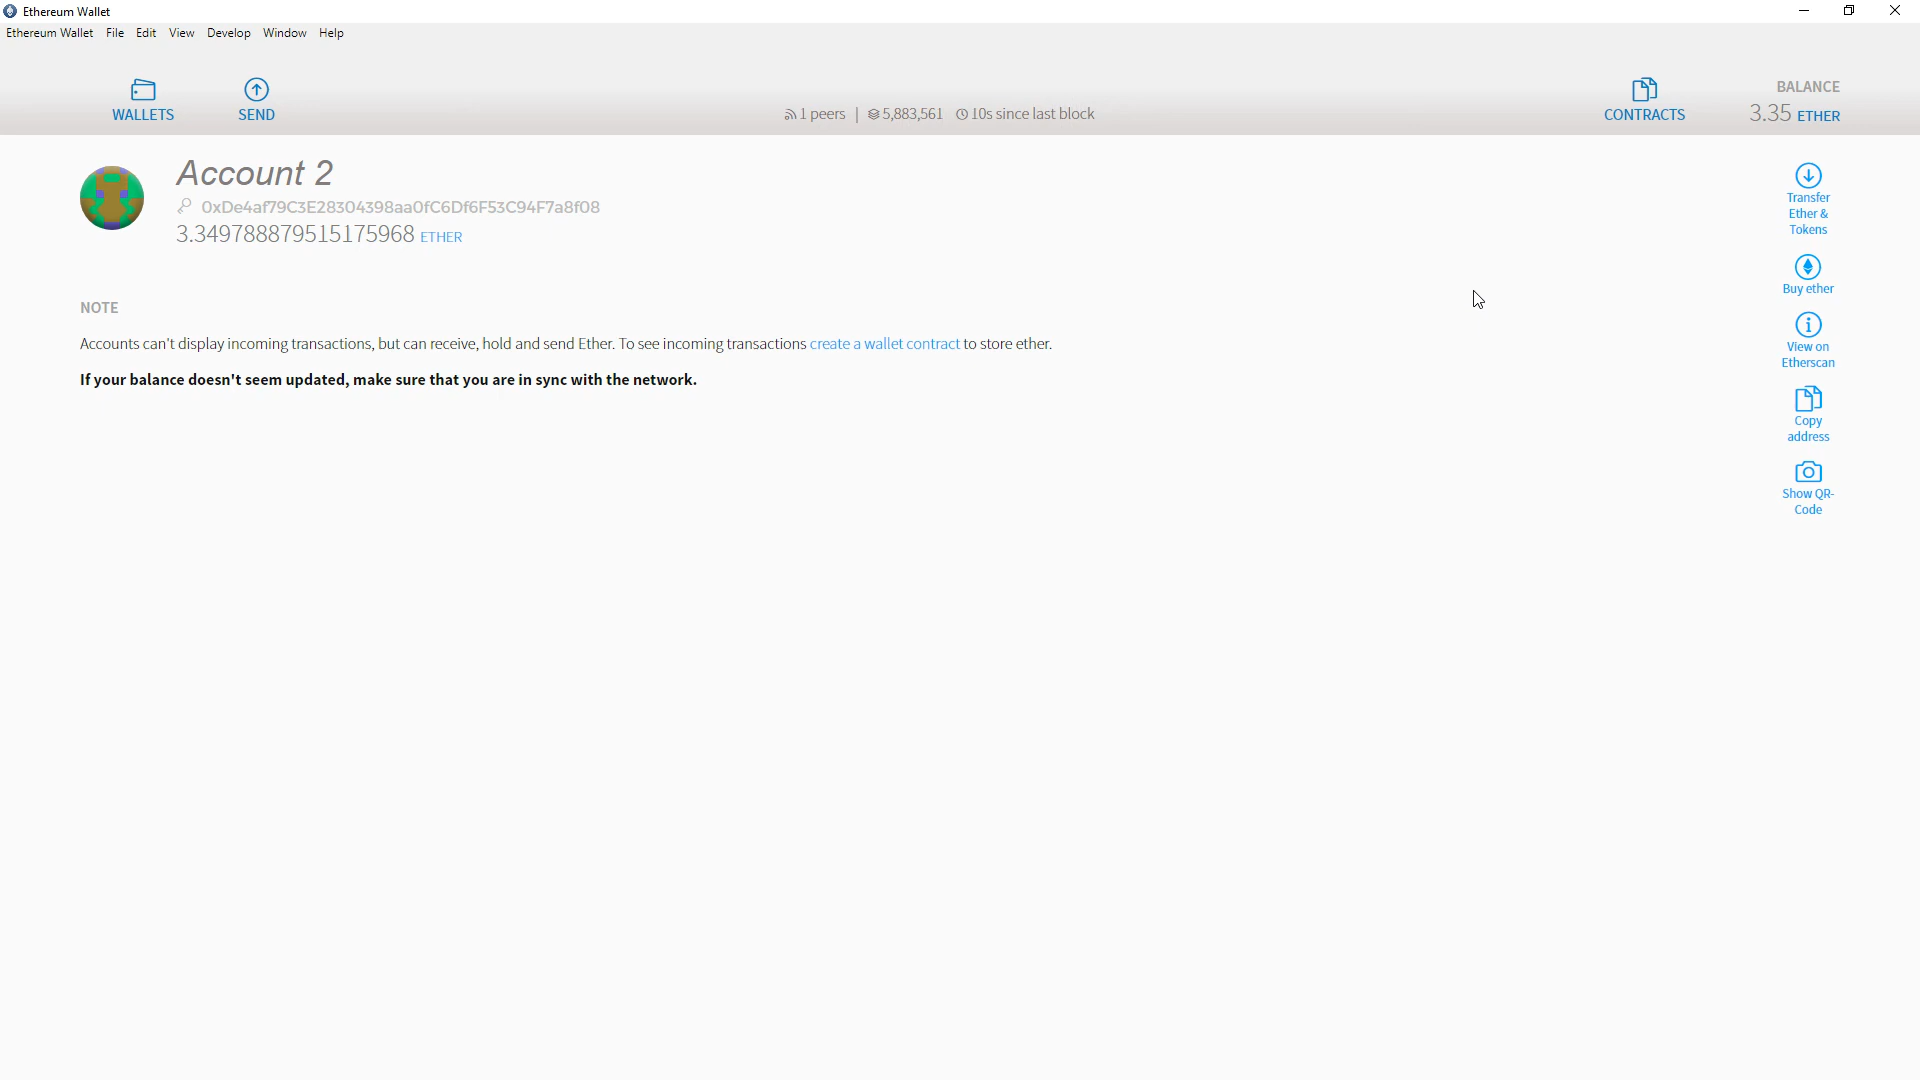 Ethereum Wallet
Ethereum Wallet File Edit View Develop Window Help
WALLETS
SEND
1 peers | 5,883,561 10s since last block
CONTRACTS
BALANCE
3.35 ETHER
Account 2
0xDe4af79C3E28304398aa0fC6Df6F53C94F7a8f08
3.349788879515175968 ETHER
NOTE
Accounts can't display incoming transactions, but can receive, hold and send Ether. To see incoming transactions create a wallet contract to store ether.
If your balance doesn't seem updated, make sure that you are in sync with the network.
Transfer
Ether &
Tokens
Buy ether
View on
Etherscan
Copy
address
Show QR-
Code